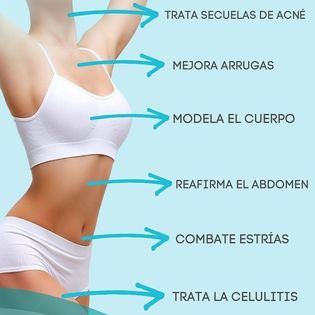 TRATA SECUELAS DE ACNÉ
MEJORA ARRUGAS
MODELA EL CUERPO
REAFIRMA EL ABDOMEN
COMBATE ESTRÍAS
TRATA LA CELULITIS